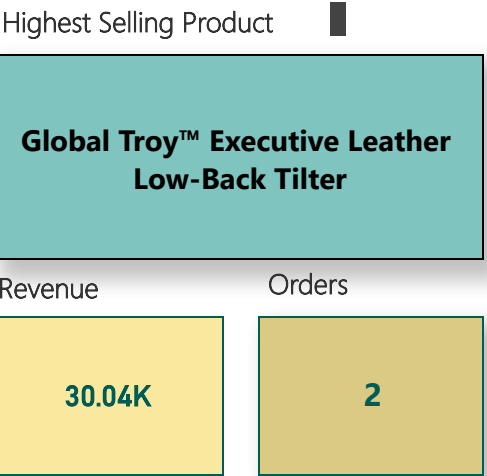 Highest Selling Product
Global Troy™ Executive Leather
Low-Back Tilter
Revenue
Orders
30.04K
2